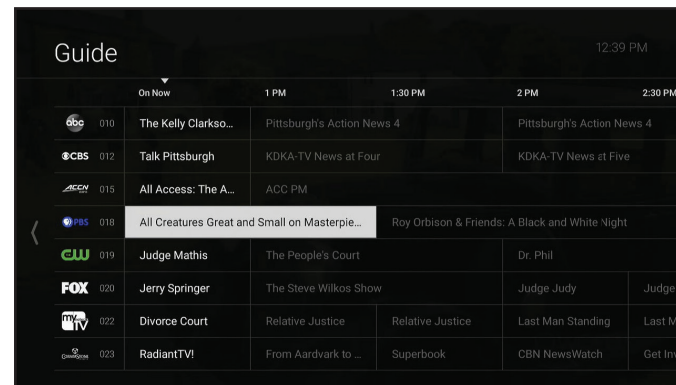 Guide
12:39 PM
On Now 1 PM 1:30 PM 2 PM 2:30 PM
abc 010 The Kelly Clarkso... Pittsburgh's Action News 4 Pittsburgh's Action News 4
CBS 012 Talk Pittsburgh KDKA-TV News at Four KDKA-TV News at Five
ACCN 015 All Access: The A... ACC PM
PBS 018 All Creatures Great and Small on Masterpie... Roy Orbison & Friends: A Black and White Night
CW 019 Judge Mathis The People's Court Dr. Phil
FOX 020 Jerry Springer The Steve Wilkos Show Judge Judy Judge
my TV 022 Divorce Court Relative Justice Relative Justice Last Man Standing Last M
CORNERSTONE 023 RadiantTV! From Aardvark to ... Superbook CBN NewsWatch Get Inv